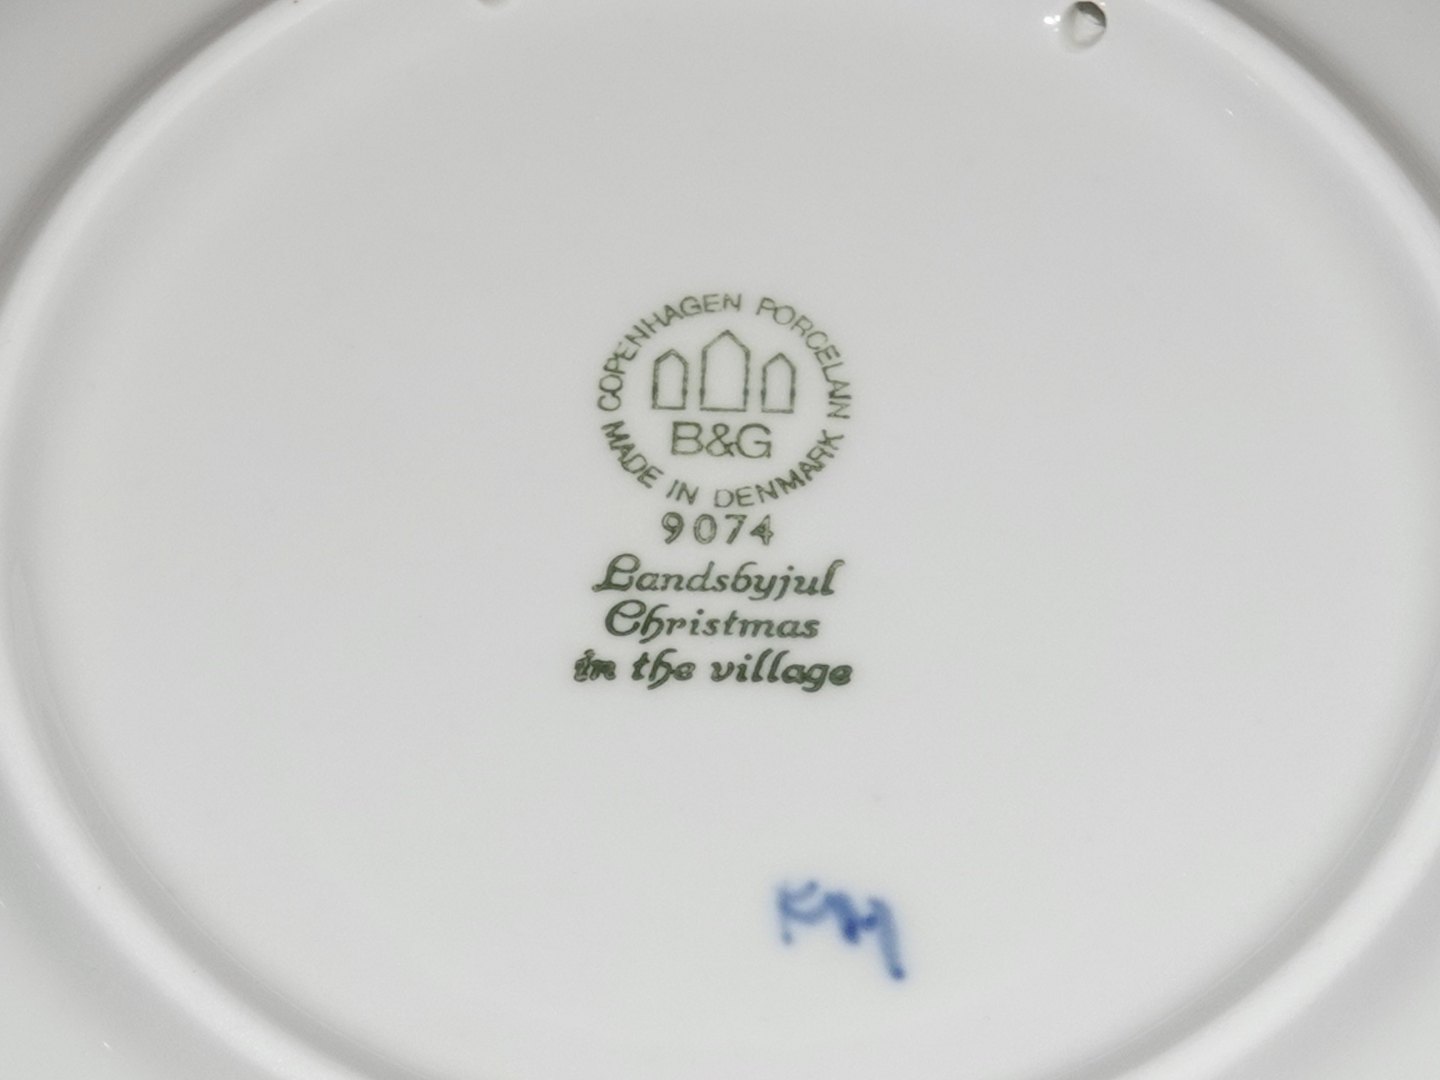 COPENHAGEN PORCELAIN
B&G
MADE IN DENMARK
9074
Landsbyjul
Christmas
in the village